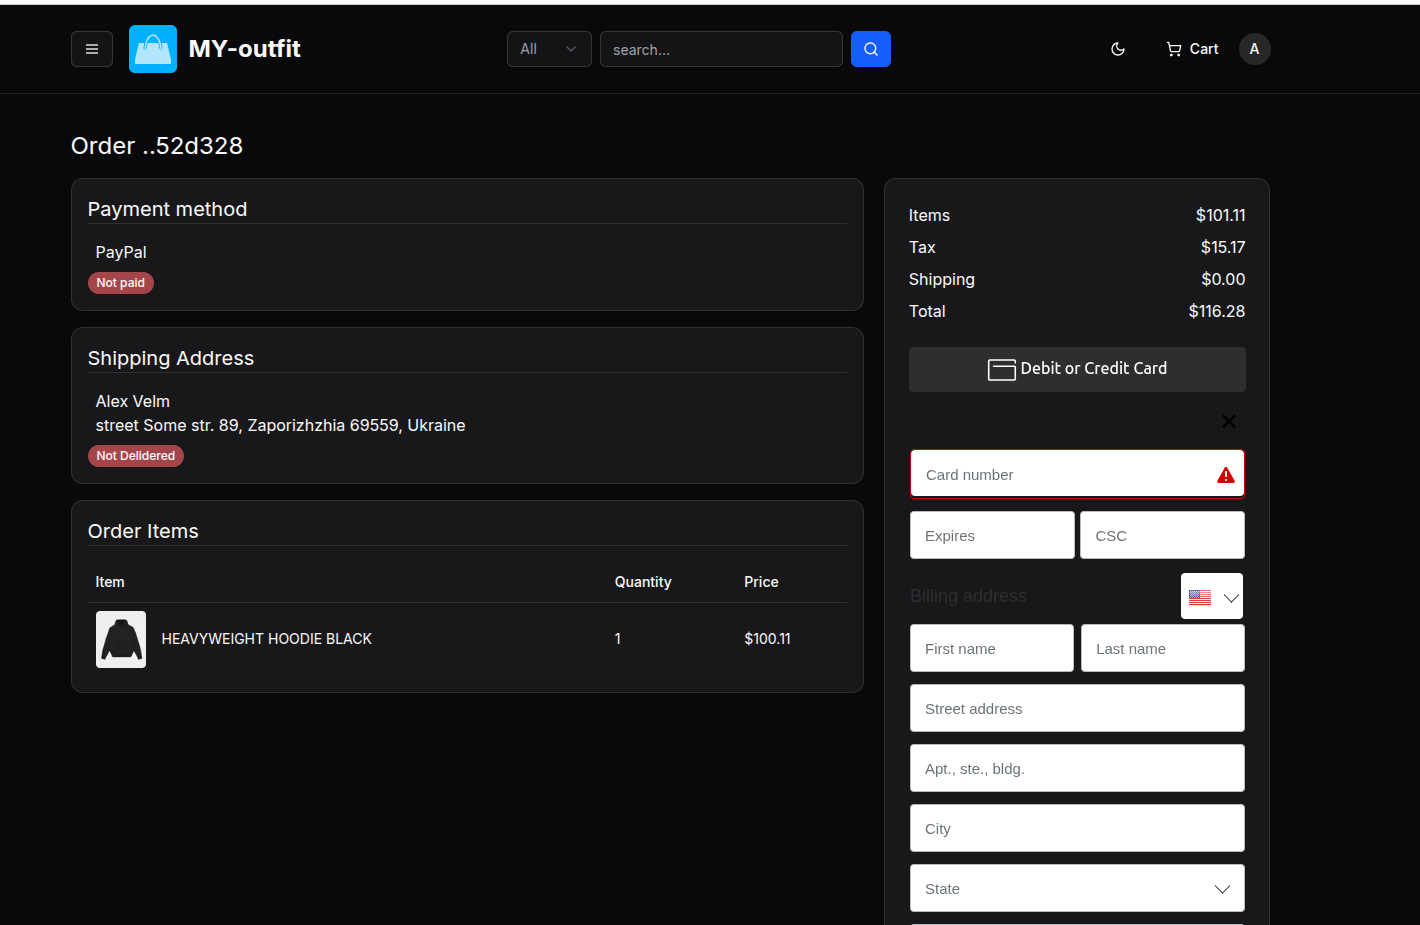 MY-outfit
All
search...
Cart
A
Order ..52d328
Payment method
PayPal
Not paid
Shipping Address
Alex Velm
street Some str. 89, Zaporizhzhia 69559, Ukraine
Not Delidered
Order Items
Item Quantity Price
HEAVYWEIGHT HOODIE BLACK 1 $100.11
Items $101.11
Tax $15.17
Shipping $0.00
Total $116.28
Debit or Credit Card
Card number
Expires CSC
Billing address
First name Last name
Street address
Apt., ste., bldg.
City
State